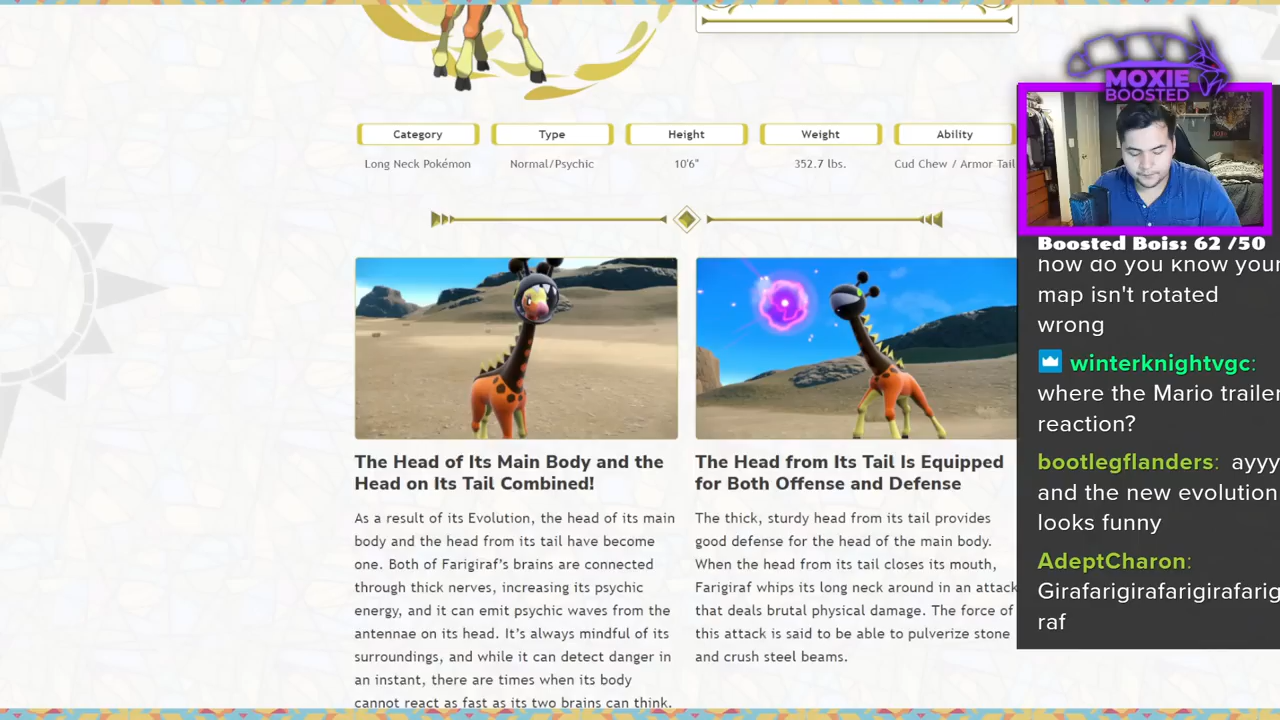 Category
Type
Height
Weight
Ability
Long Neck Pokémon
Normal/Psychic
10'6"
352.7 lbs.
Cud Chew / Armor Tail
The Head of Its Main Body and the
Head on Its Tail Combined!
As a result of its Evolution, the head of its main
body and the head from its tail have become
one. Both of Farigiraf's brains are connected
through thick nerves, increasing its psychic
energy, and it can emit psychic waves from the
antennae on its head. It's always mindful of its
surroundings, and while it can detect danger in
an instant, there are times when its body
cannot react as fast as its two brains can think.
The Head from Its Tail Is Equipped
for Both Offense and Defense
The thick, sturdy head from its tail provides
good defense for the head of the main body.
When the head from its tail closes its mouth,
Farigiraf whips its long neck around in an attack
that deals brutal physical damage. The force of
this attack is said to be able to pulverize stone
and crush steel beams.
MOXIE
BOOSTED
Boosted Bois: 62 /50
how do you know your
map isn't rotated
wrong
winterknightvgc:
where the Mario trailer
reaction?
bootlegflanders: ayyy
and the new evolution
looks funny
AdeptCharon:
Girafarigirafarigirafarig
raf